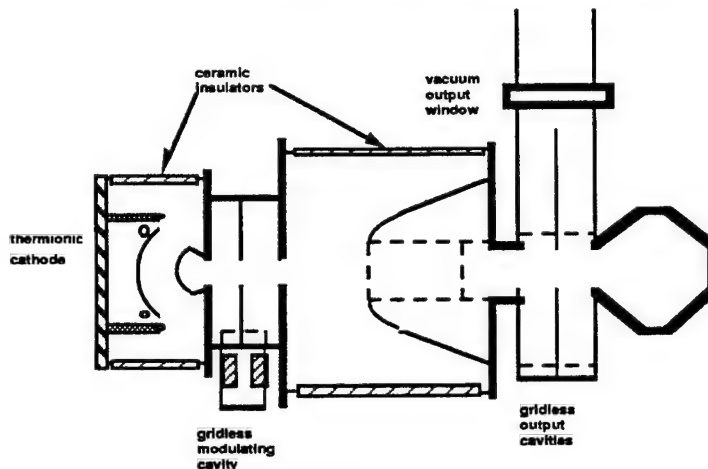 ceramic
insulators
vacuum
output
window
thermionic
cathode
gridless
modulating
cavity
gridless
output
cavities